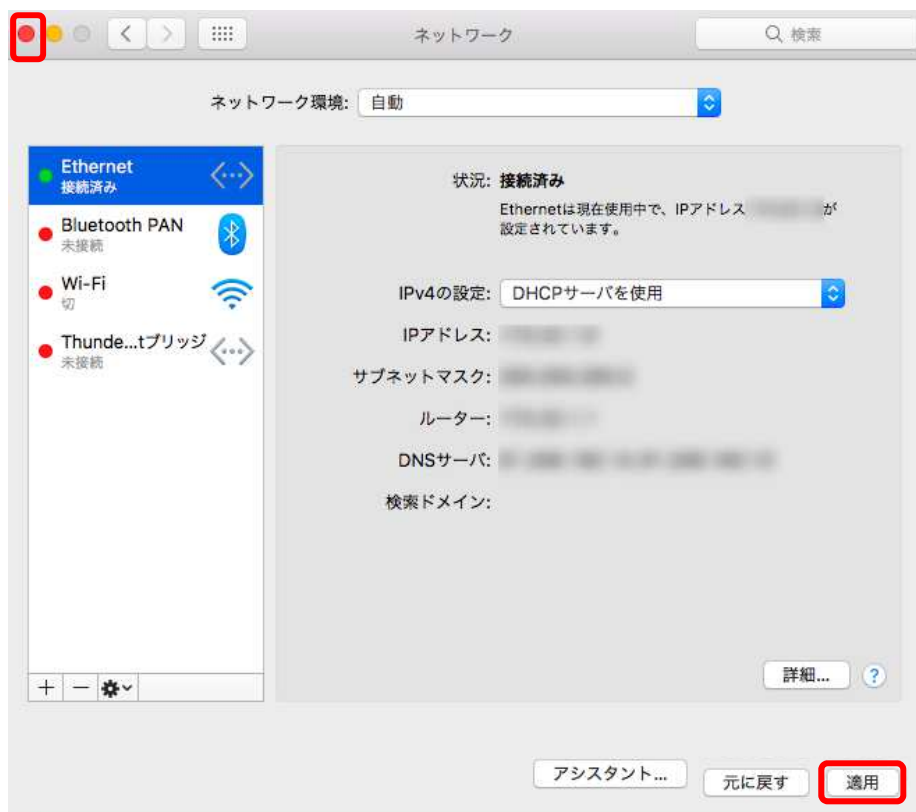 ネットワーク
検索
ネットワーク環境: 自動
Ethernet
接続済み
Bluetooth PAN
未接続
Wi-Fi
切
Thunde...tブリッジ
未接続
状況: 接続済み
Ethernetは現在使用中で、IPアドレス が
設定されています。
IPv4の設定: DHCPサーバを使用
IPアドレス:
サブネットマスク:
ルーター:
DNSサーバ:
検索ドメイン:
詳細... ?
アシスタント... 元に戻す 適用